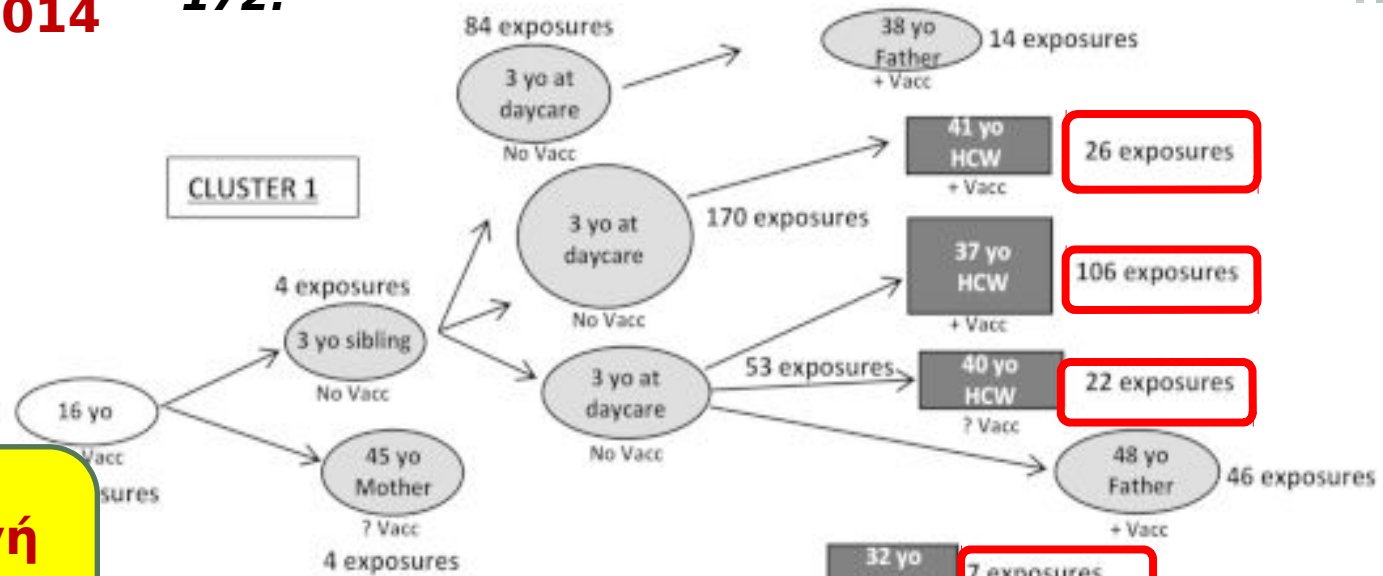 014
172.
84 exposures
3 yo at
daycare
No Vacc
38 yo
Father
+ Vacc
14 exposures
CLUSTER 1
3 yo at
daycare
No Vacc
170 exposures
41 yo
HCW
+ Vacc
26 exposures
37 yo
HCW
+ Vacc
106 exposures
4 exposures
3 yo sibling
No Vacc
3 yo at
daycare
No Vacc
53 exposures
40 yo
HCW
? Vacc
22 exposures
16 yo
Vacc
sures
45 yo
Mother
? Vacc
4 exposures
48 yo
Father
+ Vacc
46 exposures
32 yo
7 exposures